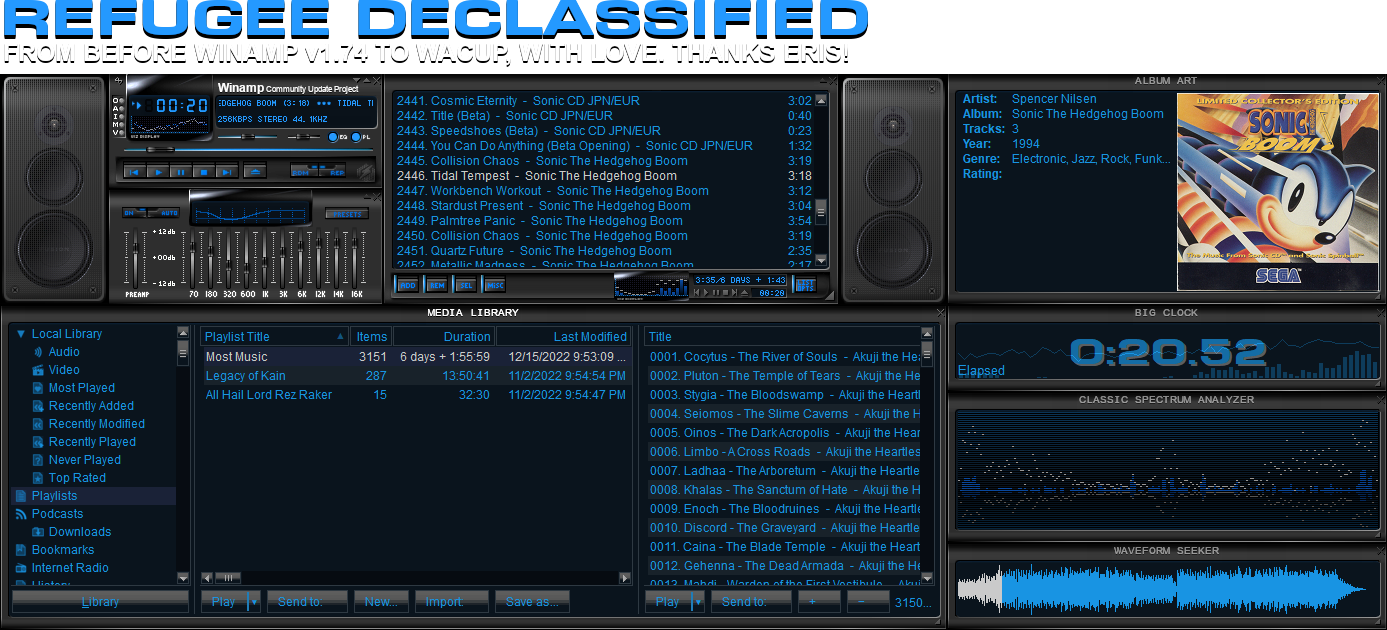 REFUGEE DECLASSIFIED
FROM BEFORE WINAMP V1.74 TO WACUP, WITH LOVE. THANKS ERIS!
Winamp Community Update Project
O A I M V
00:20
EDGEHOG BOOM (3:18) *** TIDAL TE
256KBPS STEREO 44.1KHZ
EQ PL
VIZ DISPLAY
ON AUTO
PRESETS
+12db
+00db
-12db
PREAMP 70 180 320 600 1K 3K 6K 12K 14K 16K
2441. Cosmic Eternity - Sonic CD JPN/EUR 3:02
2442. Title (Beta) - Sonic CD JPN/EUR 0:40
2443. Speedshoes (Beta) - Sonic CD JPN/EUR 0:23
2444. You Can Do Anything (Beta Opening) - Sonic CD JPN/EUR 1:32
2445. Collision Chaos - Sonic The Hedgehog Boom 3:19
2446. Tidal Tempest - Sonic The Hedgehog Boom 3:18
2447. Workbench Workout - Sonic The Hedgehog Boom 3:12
2448. Stardust Present - Sonic The Hedgehog Boom 3:04
2449. Palmtree Panic - Sonic The Hedgehog Boom 3:54
2450. Collision Chaos - Sonic The Hedgehog Boom 3:19
2451. Quartz Future - Sonic The Hedgehog Boom 2:35
2452. Metallic Madness - Sonic The Hedgehog Boom 2:17
ADD REM SEL MISC
3:35/6 DAYS + 1:43
00:20
ALBUM ART
Artist: Spencer Nilsen
Album: Sonic The Hedgehog Boom
Tracks: 3
Year: 1994
Genre: Electronic, Jazz, Rock, Funk...
Rating:
LIMITED COLLECTOR'S EDITION
SONIC
BOOM
The Music From Sonic CD and Sonic Spinball
SEGA
MEDIA LIBRARY
Local Library
Audio
Video
Most Played
Recently Added
Recently Modified
Recently Played
Never Played
Top Rated
Playlists
Podcasts
Downloads
Bookmarks
Internet Radio
History
Library
Playlist Title Items Duration Last Modified
Most Music 3151 6 days + 1:55:59 12/15/2022 9:53:09 ...
Legacy of Kain 287 13:50:41 11/2/2022 9:54:54 PM
All Hail Lord Rez Raker 15 32:30 11/2/2022 9:54:47 PM
Play Send to: New... Import: Save as...
Title
0001. Cocytus - The River of Souls - Akuji the Hea
0002. Pluton - The Temple of Tears - Akuji the He
0003. Stygia - The Bloodswamp - Akuji the Heartl
0004. Seiomos - The Slime Caverns - Akuji the He
0005. Oinos - The Dark Acropolis - Akuji the Hear
0006. Limbo - A Cross Roads - Akuji the Heartles
0007. Ladhaa - The Arboretum - Akuji the Heartle
0008. Khalas - The Sanctum of Hate - Akuji the H
0009. Enoch - The Bloodruines - Akuji the Heartle
0010. Discord - The Graveyard - Akuji the Heartle
0011. Caina - The Blade Temple - Akuji the Heart
0012. Gehenna - The Dead Armada - Akuji the He
0013. Mahdi - Warden of the First Vestibule - Akuj
Play Send to: + − 3150...
BIG CLOCK
0:20.52
Elapsed
CLASSIC SPECTRUM ANALYZER
WAVEFORM SEEKER